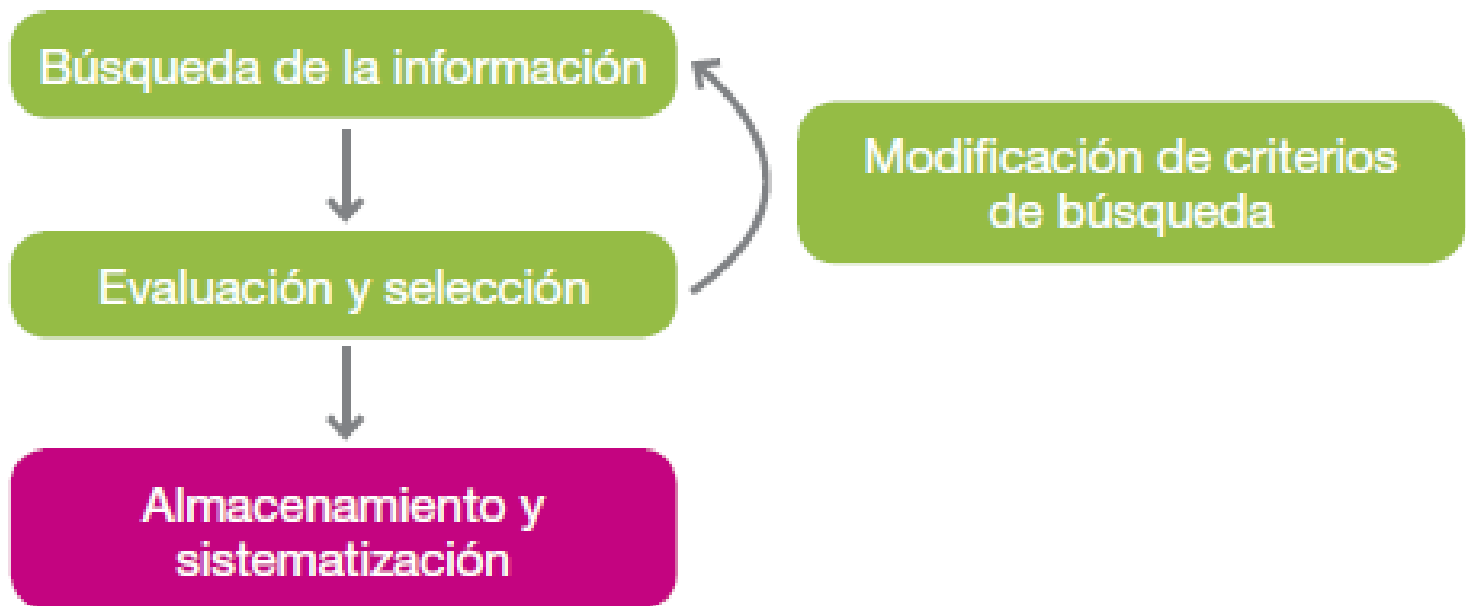 Búsqueda de la información
Modificación de criterios
de búsqueda
Evaluación y selección
Almacenamiento y
sistematización